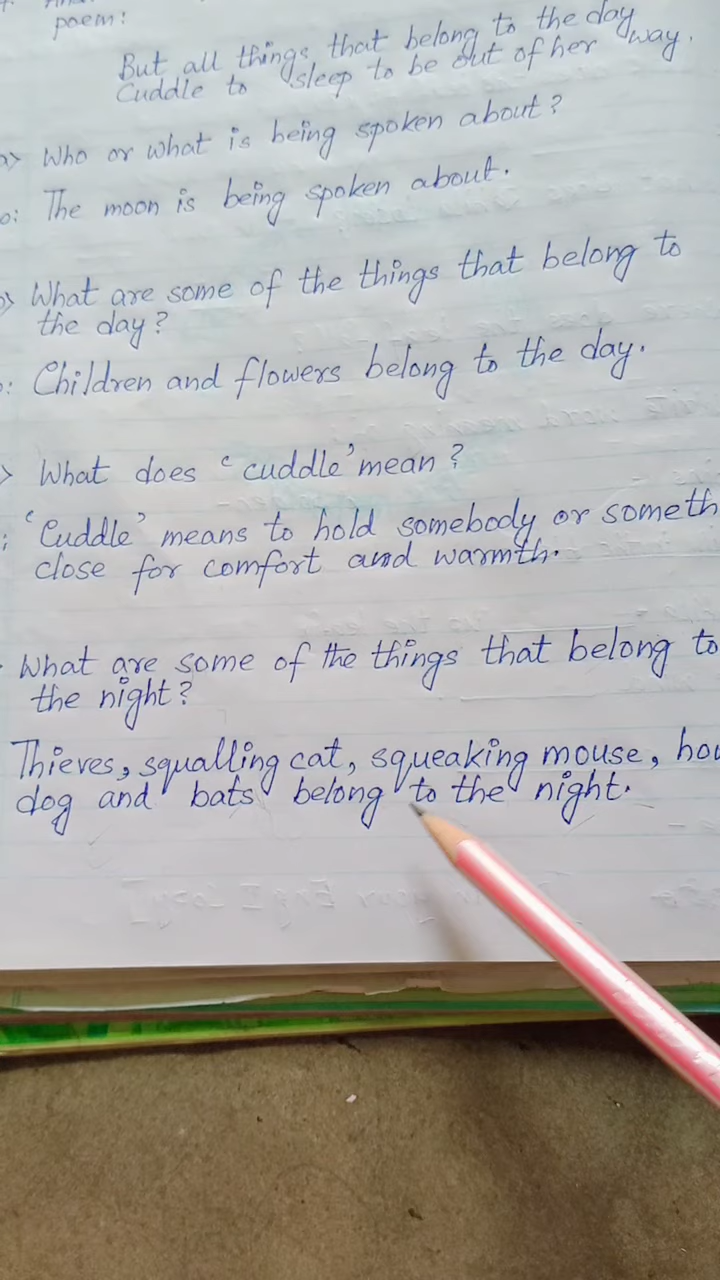 poem:
But all things that belong to the day
Cuddle to sleep to be out of her way.
a> Who or what is being spoken about?
The moon is being spoken about.
What are some of the things that belong to
the day?
Children and flowers belong to the day.
What does 'cuddle' mean?
'Cuddle' means to hold somebody or someth
close for comfort and warmth.
What are some of the things that belong to
the night?
Thieves, squalling cat, squeaking mouse, how
dog and bats belong to the night.